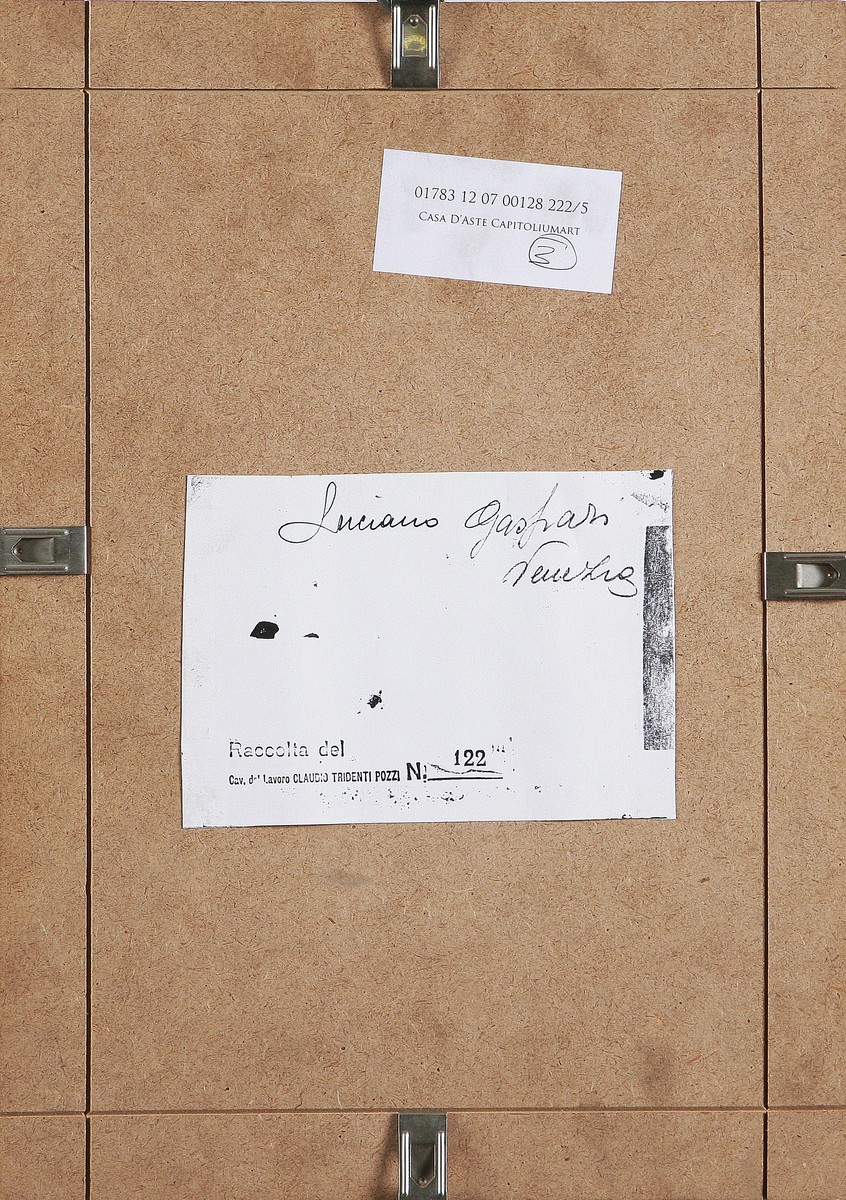 01783 12 07 00128 222/5
CASA D'ASTE CAPITOLIUMART
3
Luciano Gaspari
Venezia
Raccolta del
Cav. del Lavoro CLAUDIO TRIDENTI POZZI N. 122